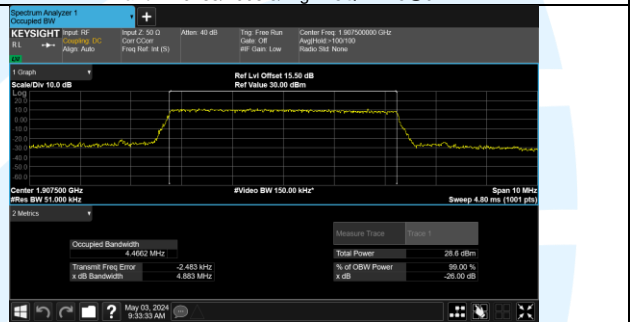 Spectrum Analyzer 1
Occupied BW
KEYSIGHT Input: RF Input Z: 50 Ω Atten: 40 dB Trig: Free Run Center Freq: 1.907500000 GHz
RL Coupling: DC Corr CCorr Gate: Off Avg|Hold:>100/100
Align: Auto Freq Ref: Int (S) #IF Gain: Low Radio Std: None
1 Graph
Ref Lvl Offset 15.50 dB
Scale/Div 10.0 dB Ref Value 30.00 dBm
Log
20.0
10.0
0.00
-10.0
-20.0
-30.0
-40.0
-50.0
-60.0
Center 1.907500 GHz #Video BW 150.00 kHz* Span 10 MHz
#Res BW 51.000 kHz Sweep 4.80 ms (1001 pts)
2 Metrics
Measure Trace Trace 1
Occupied Bandwidth
4.4662 MHz Total Power 28.6 dBm
Transmit Freq Error -2.483 kHz % of OBW Power 99.00 %
x dB Bandwidth 4.883 MHz x dB -26.00 dB
May 03, 2024
9:33:33 AM